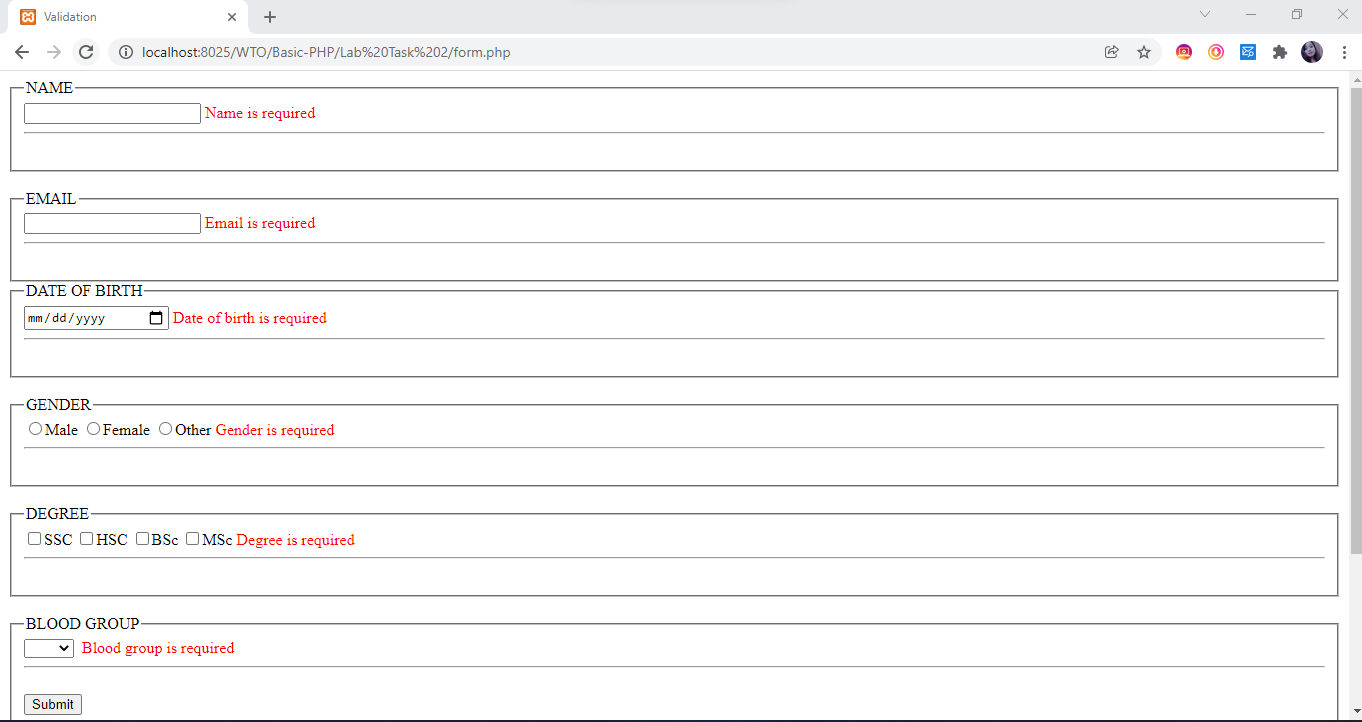 Validation
localhost:8025/WTO/Basic-PHP/Lab%20Task%202/form.php
NAME
Name is required
EMAIL
Email is required
DATE OF BIRTH
mm/dd/yyyy Date of birth is required
GENDER
Male Female Other Gender is required
DEGREE
SSC HSC BSc MSc Degree is required
BLOOD GROUP
Blood group is required
Submit